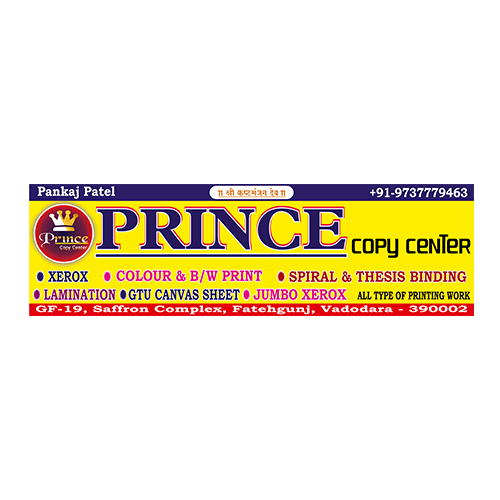 Pankaj Patel
॥ श्री कष्टभंजन देव ॥
+91-9737779463
Prince
Copy Center
PRINCE COPY CENTER
• XEROX • COLOUR & B/W PRINT • SPIRAL & THESIS BINDING
• LAMINATION • GTU CANVAS SHEET • JUMBO XEROX ALL TYPE OF PRINTING WORK
GF-19, Saffron Complex, Fatehgunj, Vadodara - 390002